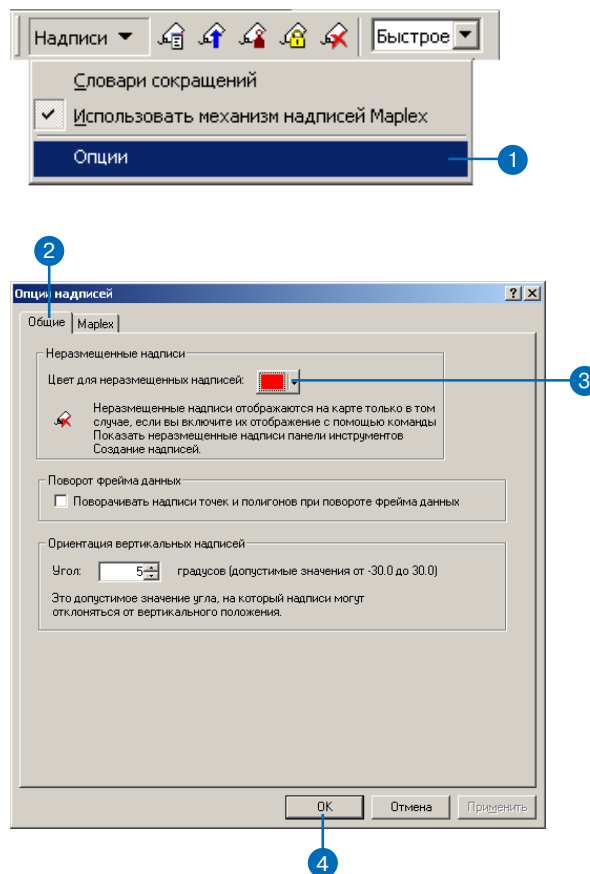 Надписи
Быстрое
Словари сокращений
Использовать механизм надписей Maplex
Опции
1
2
Опции надписей
Общие
Maplex
Неразмещенные надписи
Цвет для неразмещенных надписей:
3
Неразмещенные надписи отображаются на карте только в том
случае, если вы включите их отображение с помощью команды
Показать неразмещенные надписи панели инструментов
Создание надписей.
Поворот фрейма данных
Поворачивать надписи точек и полигонов при повороте фрейма данных
Ориентация вертикальных надписей
Угол: 5 градусов (допустимые значения от -30.0 до 30.0)
Это допустимое значение угла, на который надписи могут
отклоняться от вертикального положения.
OK
Отмена
Применить
4